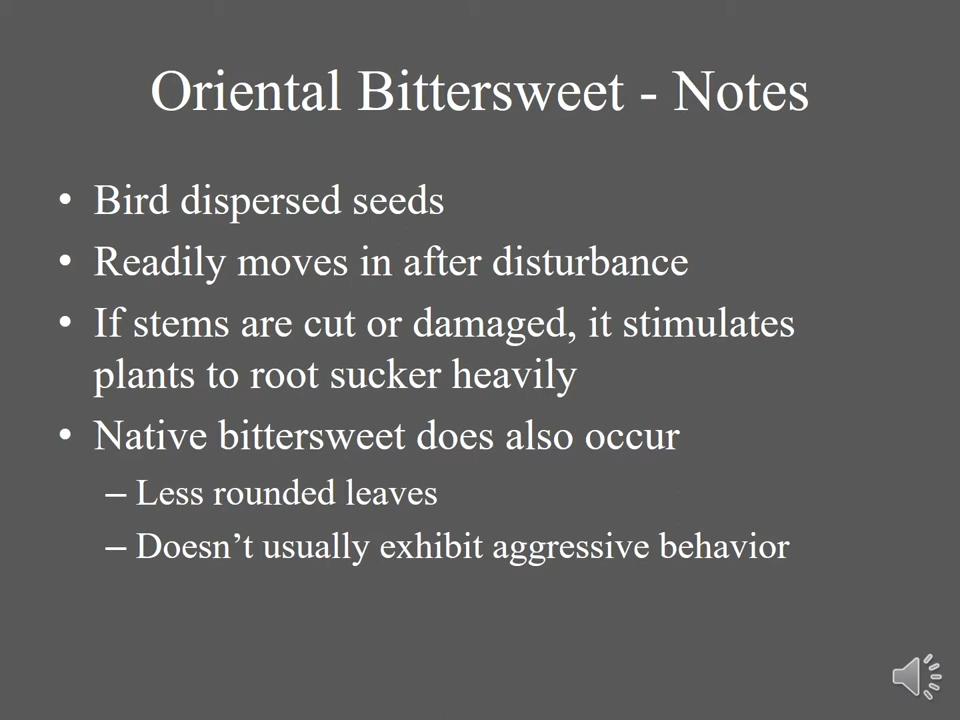 Oriental Bittersweet - Notes
• Bird dispersed seeds
• Readily moves in after disturbance
• If stems are cut or damaged, it stimulates
plants to root sucker heavily
• Native bittersweet does also occur
– Less rounded leaves
– Doesn’t usually exhibit aggressive behavior